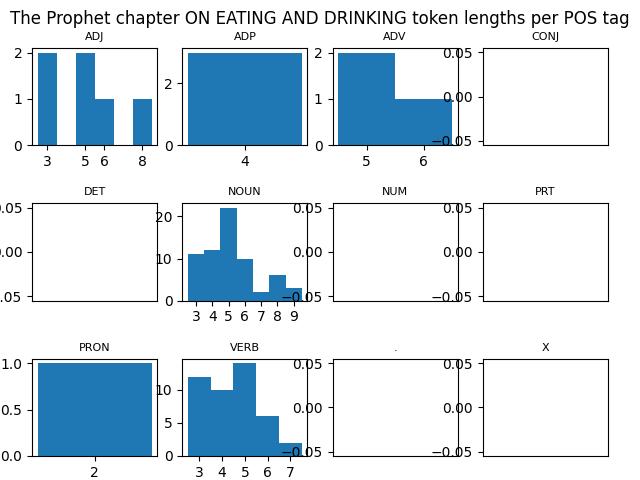 The Prophet chapter ON EATING AND DRINKING token lengths per POS tag
ADJ
ADP
ADV
CONJ
2
1
0
3 5 6 8
2
0
4
2
1
0
5 6
0.05
0.00
−0.05
DET
NOUN
NUM
PRT
0.05
0.00
0.05
20
10
0
3 4 5 6 7 8 9
0.05
0.00
−0.05
0.05
0.00
−0.05
PRON
VERB
.
X
1.0
0.5
0.0
2
10
5
0
3 4 5 6 7
0.05
0.00
−0.05
0.05
0.00
−0.05